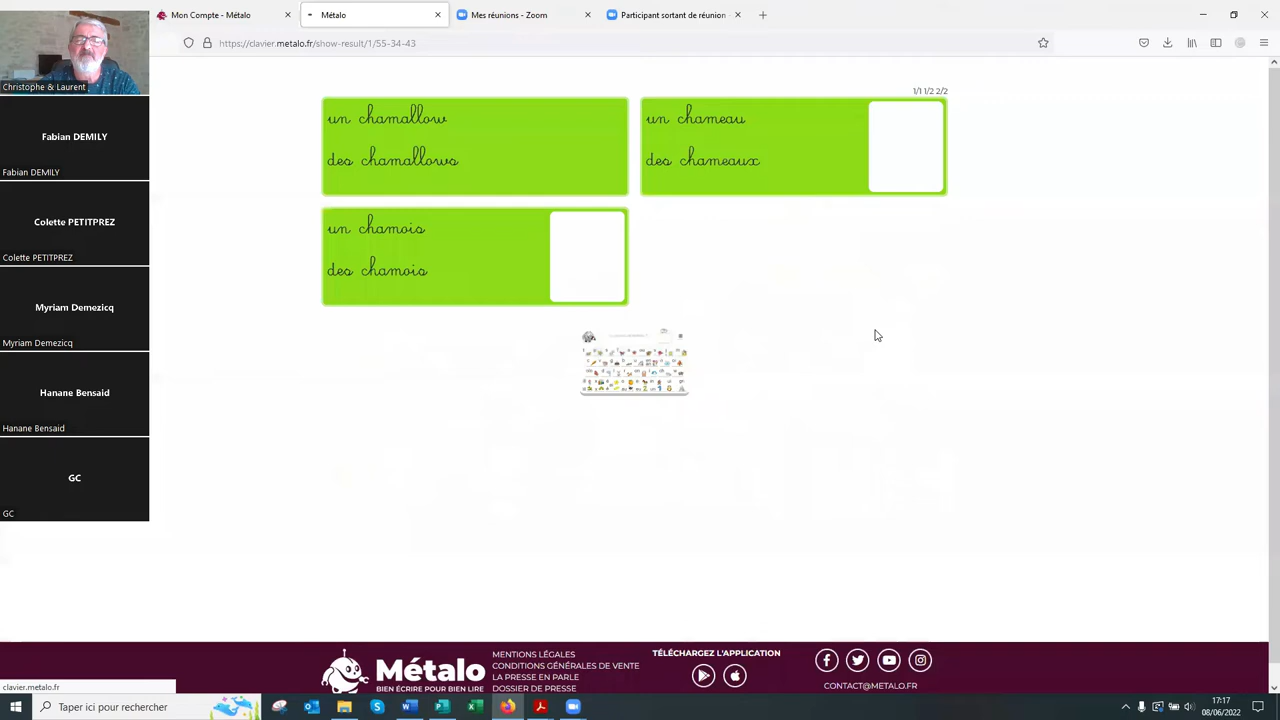 Mon Compte - Métalo
Métalo
Mes réunions - Zoom
Participant sortant de réunion -
https://clavier.metalo.fr/show-result/1/55-34-43
Christophe & Laurent
Fabian DEMILY
Fabian DEMILY
Colette PETITPREZ
Colette PETITPREZ
Myriam Demezicq
Myriam Demezicq
Hanane Bensaid
Hanane Bensaid
GC
GC
1/1 1/2 2/2
un chamallow
des chamallows
un chameau
des chameaux
un chamois
des chamois
Métalo
BIEN ÉCRIRE POUR BIEN LIRE
MENTIONS LÉGALES
CONDITIONS GÉNÉRALES DE VENTE
LA PRESSE EN PARLE
DOSSIER DE PRESSE
TÉLÉCHARGEZ L'APPLICATION
CONTACT@METALO.FR
clavier.metalo.fr
Taper ici pour rechercher
17:17
08/06/2022